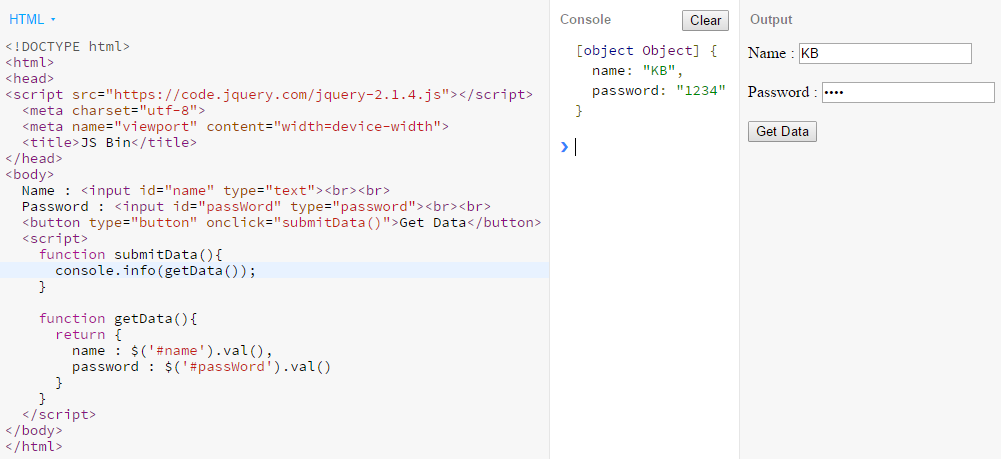 HTML
<!DOCTYPE html>
<html>
<head>
<script src="https://code.jquery.com/jquery-2.1.4.js"></script>
  <meta charset="utf-8">
  <meta name="viewport" content="width=device-width">
  <title>JS Bin</title>
</head>
<body>
  Name : <input id="name" type="text"><br><br>
  Password : <input id="passWord" type="password"><br><br>
  <button type="button" onclick="submitData()">Get Data</button>
  <script>
    function submitData(){
      console.info(getData());
    }

    function getData(){
      return {
        name : $('#name').val(),
        password : $('#passWord').val()
      }
    }
  </script>
</body>
</html>
Console
Clear
[object Object] {
  name: "KB",
  password: "1234"
}
Output
Name : KB
Password : ••••
Get Data